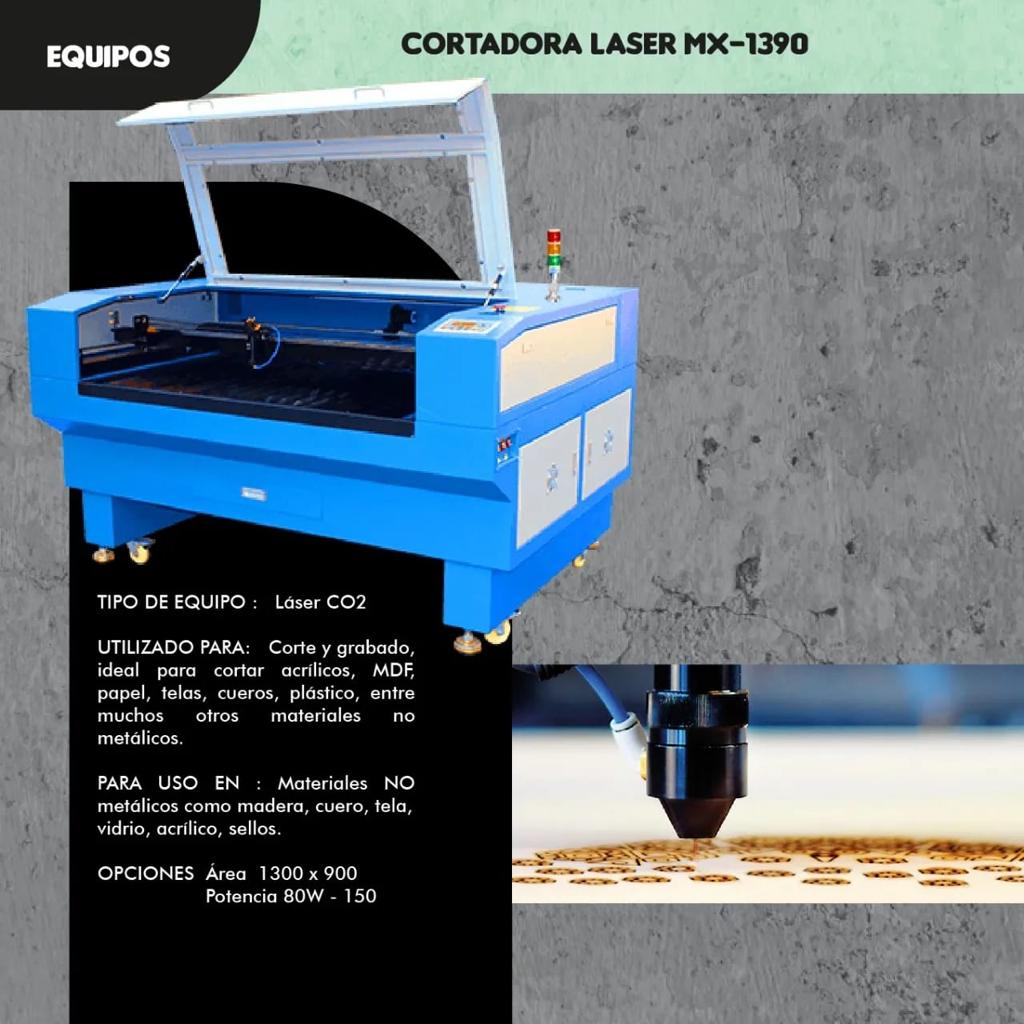 EQUIPOS
CORTADORA LASER MX-1390
TIPO DE EQUIPO : Láser CO2
UTILIZADO PARA: Corte y grabado,
ideal para cortar acrílicos, MDF,
papel, telas, cueros, plástico, entre
muchos otros materiales no
metálicos.
PARA USO EN : Materiales NO
metálicos como madera, cuero, tela,
vidrio, acrílico, sellos.
OPCIONES Área 1300 x 900
Potencia 80W - 150